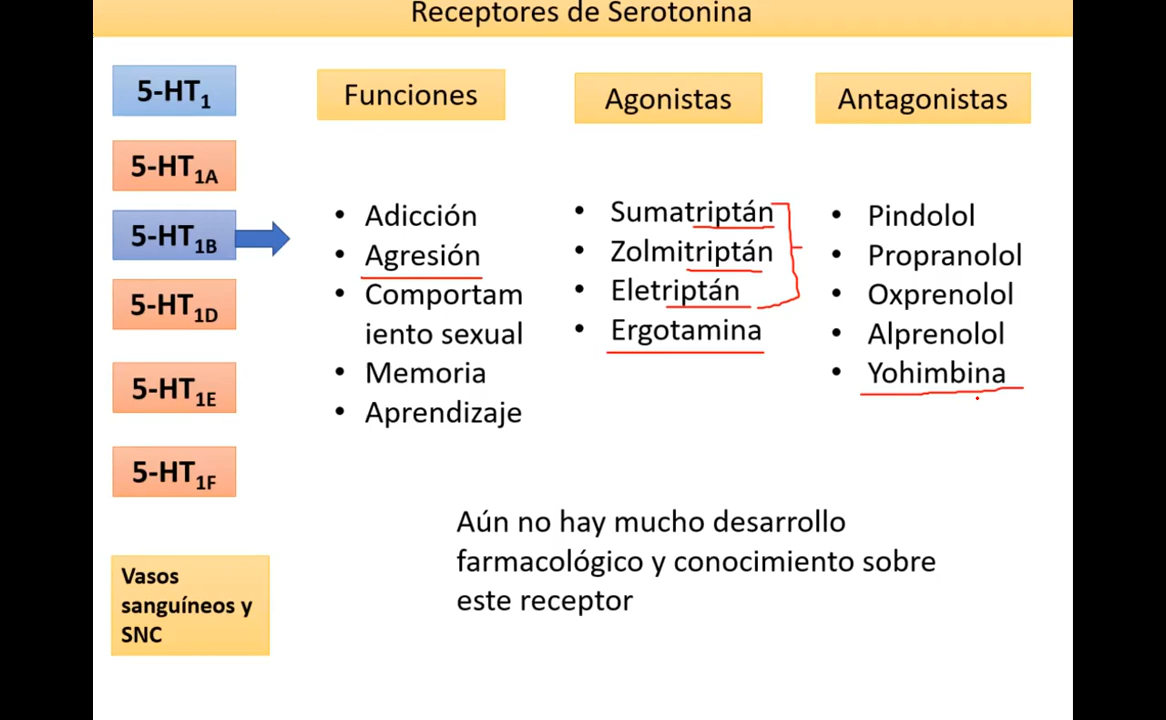 Receptores de Serotonina
5-HT1
Funciones
Agonistas
Antagonistas
5-HT1A
5-HT1B
5-HT1D
5-HT1E
5-HT1F
• Adicción
• Agresión
• Comportam
iento sexual
• Memoria
• Aprendizaje
• Sumatriptán
• Zolmitriptán
• Eletriptán
• Ergotamina
• Pindolol
• Propranolol
• Oxprenolol
• Alprenolol
• Yohimbina
Aún no hay mucho desarrollo
farmacológico y conocimiento sobre
este receptor
Vasos
sanguíneos y
SNC